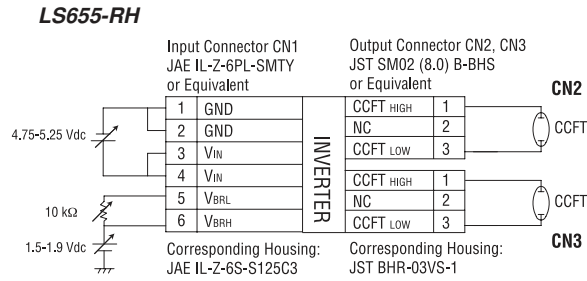 LS655-RH
Input Connector CN1
JAE IL-Z-6PL-SMTY
or Equivalent
Output Connector CN2, CN3
JST SM02 (8.0) B-BHS
or Equivalent
CN2
1 GND
2 GND
3 VIN
4 VIN
5 VBRL
6 VBRH
4.75-5.25 Vdc
10 kΩ
1.5-1.9 Vdc
INVERTER
CCFT HIGH 1
NC 2
CCFT LOW 3
CCFT
CCFT HIGH 1
NC 2
CCFT LOW 3
CCFT
CN3
Corresponding Housing:
JAE IL-Z-6S-S125C3
Corresponding Housing:
JST BHR-03VS-1